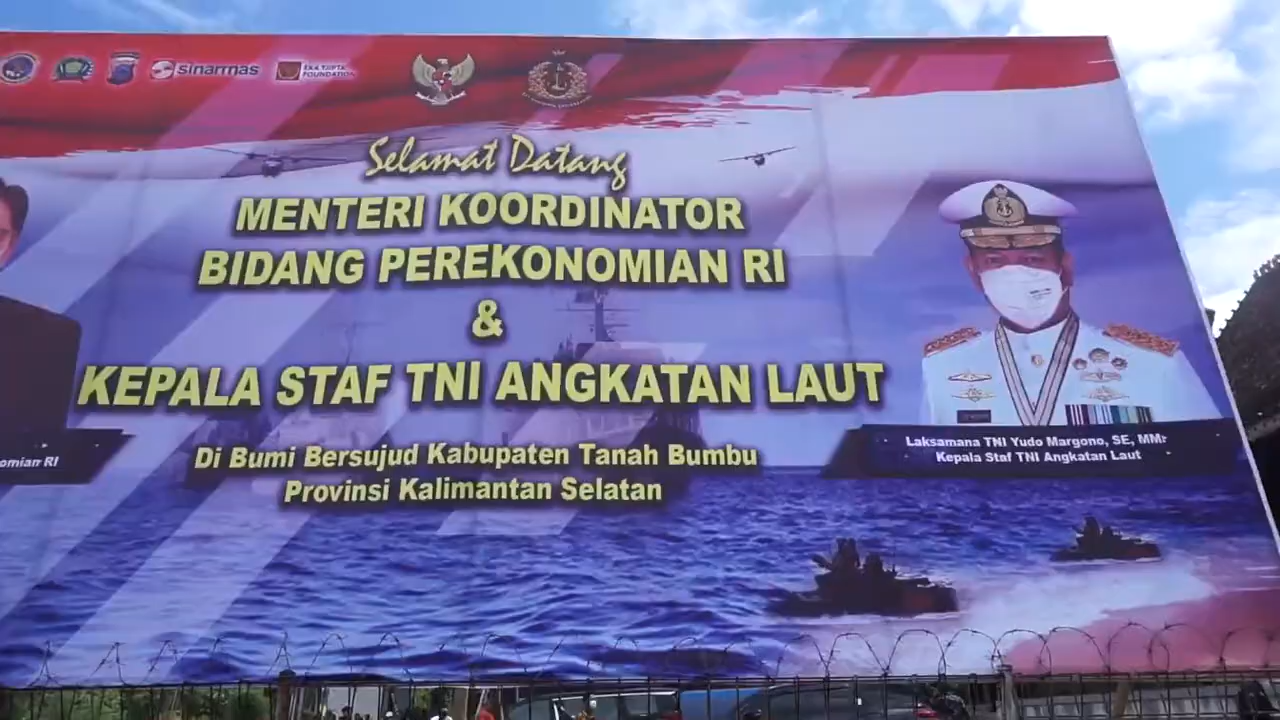 sinarmas
EKA TJIPTA
FOUNDATION
Selamat Datang
MENTERI KOORDINATOR
BIDANG PEREKONOMIAN RI
&
KEPALA STAF TNI ANGKATAN LAUT
Di Bumi Bersujud Kabupaten Tanah Bumbu
Provinsi Kalimantan Selatan
omian RI
Laksamana TNI Yudo Margono, SE, MM
Kepala Staf TNI Angkatan Laut